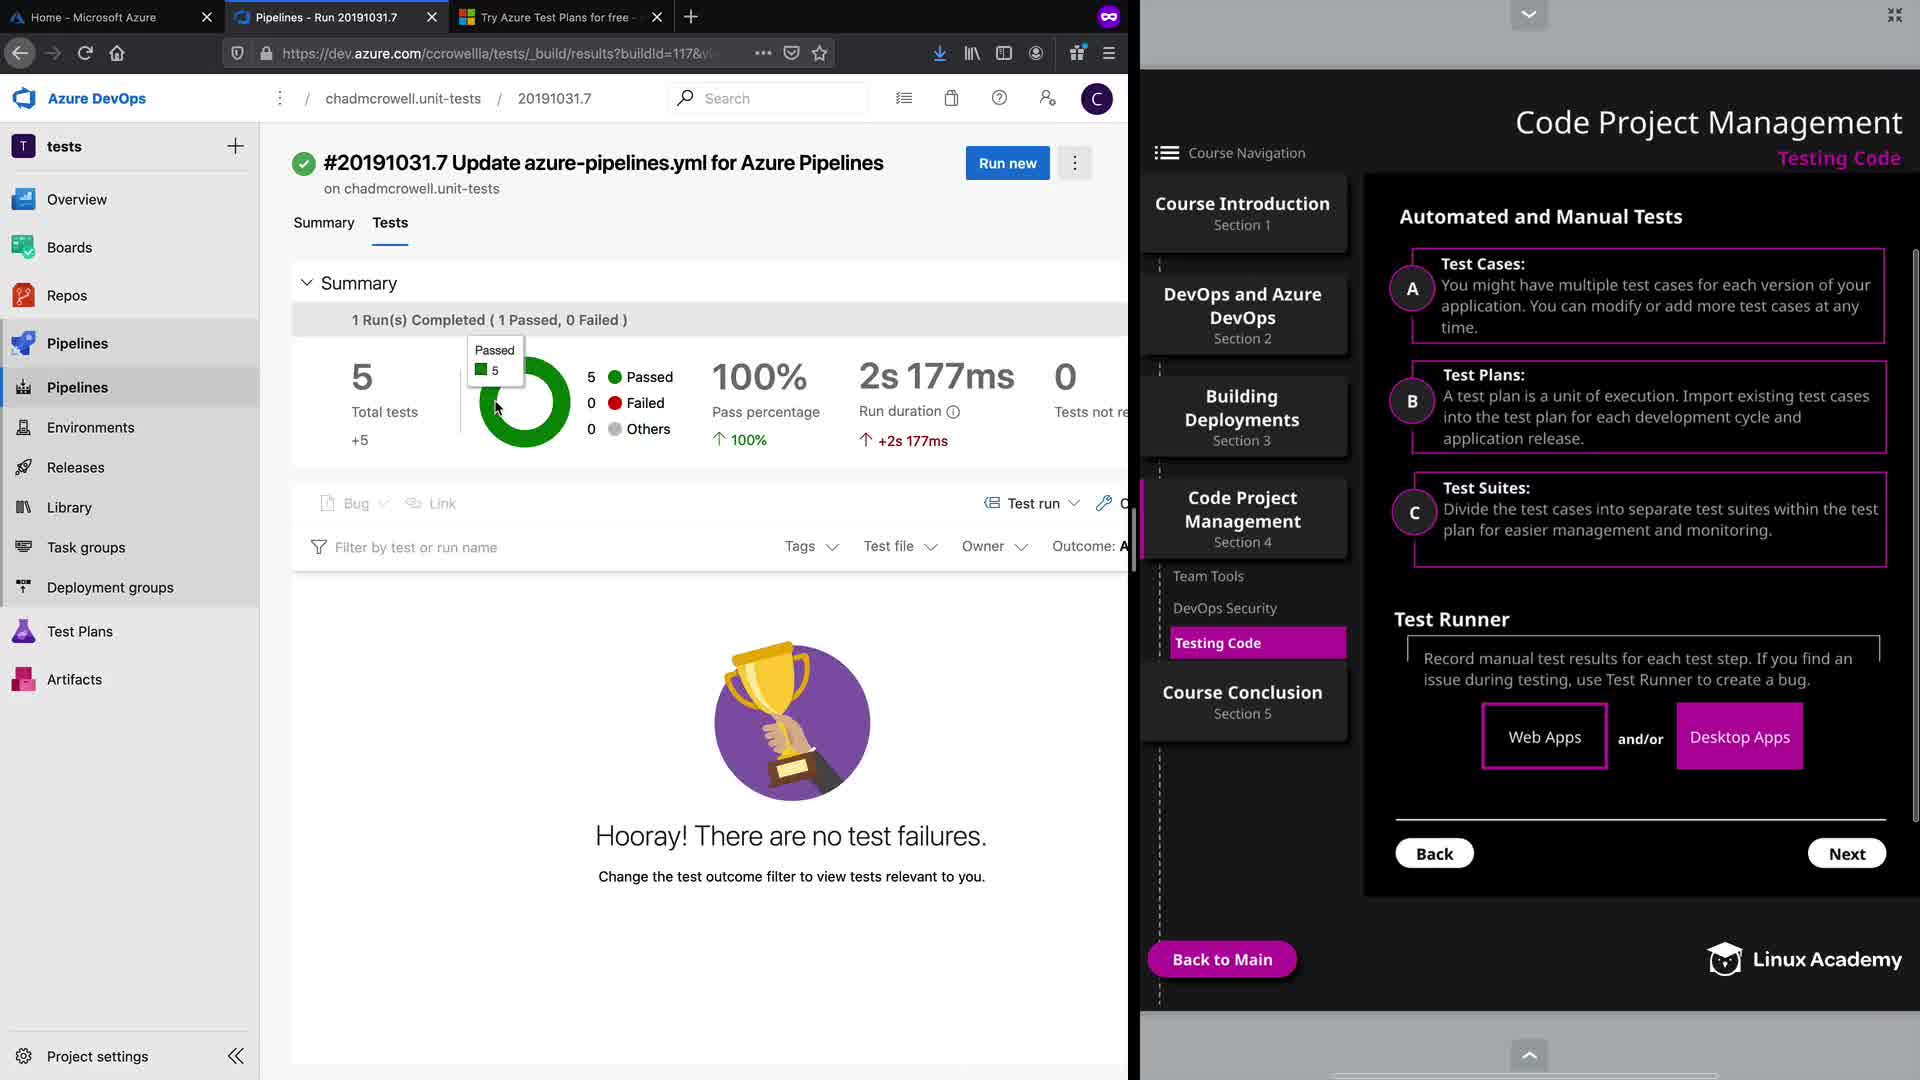 Home - Microsoft Azure
Pipelines - Run 20191031.7
Try Azure Test Plans for free -
https://dev.azure.com/ccrowellla/tests/_build/results?buildId=117&vi
Azure DevOps
/ chadmcrowell.unit-tests / 20191031.7
Search
C
T tests
Overview
Boards
Repos
Pipelines
Pipelines
Environments
Releases
Library
Task groups
Deployment groups
Test Plans
Artifacts
Project settings
#20191031.7 Update azure-pipelines.yml for Azure Pipelines
on chadmcrowell.unit-tests
Run new
Summary Tests
Summary
1 Run(s) Completed ( 1 Passed, 0 Failed )
5
Total tests
+5
Passed
5
5 Passed
0 Failed
0 Others
100%
Pass percentage
100%
2s 177ms
Run duration
+2s 177ms
0
Tests not re
Bug Link
Test run
Filter by test or run name
Tags Test file Owner Outcome: A
Hooray! There are no test failures.
Change the test outcome filter to view tests relevant to you.
Code Project Management
Testing Code
Course Navigation
Course Introduction
Section 1
DevOps and Azure
DevOps
Section 2
Building
Deployments
Section 3
Code Project
Management
Section 4
Team Tools
DevOps Security
Testing Code
Course Conclusion
Section 5
Back to Main
Automated and Manual Tests
A
Test Cases:
You might have multiple test cases for each version of your
application. You can modify or add more test cases at any
time.
B
Test Plans:
A test plan is a unit of execution. Import existing test cases
into the test plan for each development cycle and
application release.
C
Test Suites:
Divide the test cases into separate test suites within the test
plan for easier management and monitoring.
Test Runner
Record manual test results for each test step. If you find an
issue during testing, use Test Runner to create a bug.
Web Apps and/or Desktop Apps
Back
Next
Linux Academy